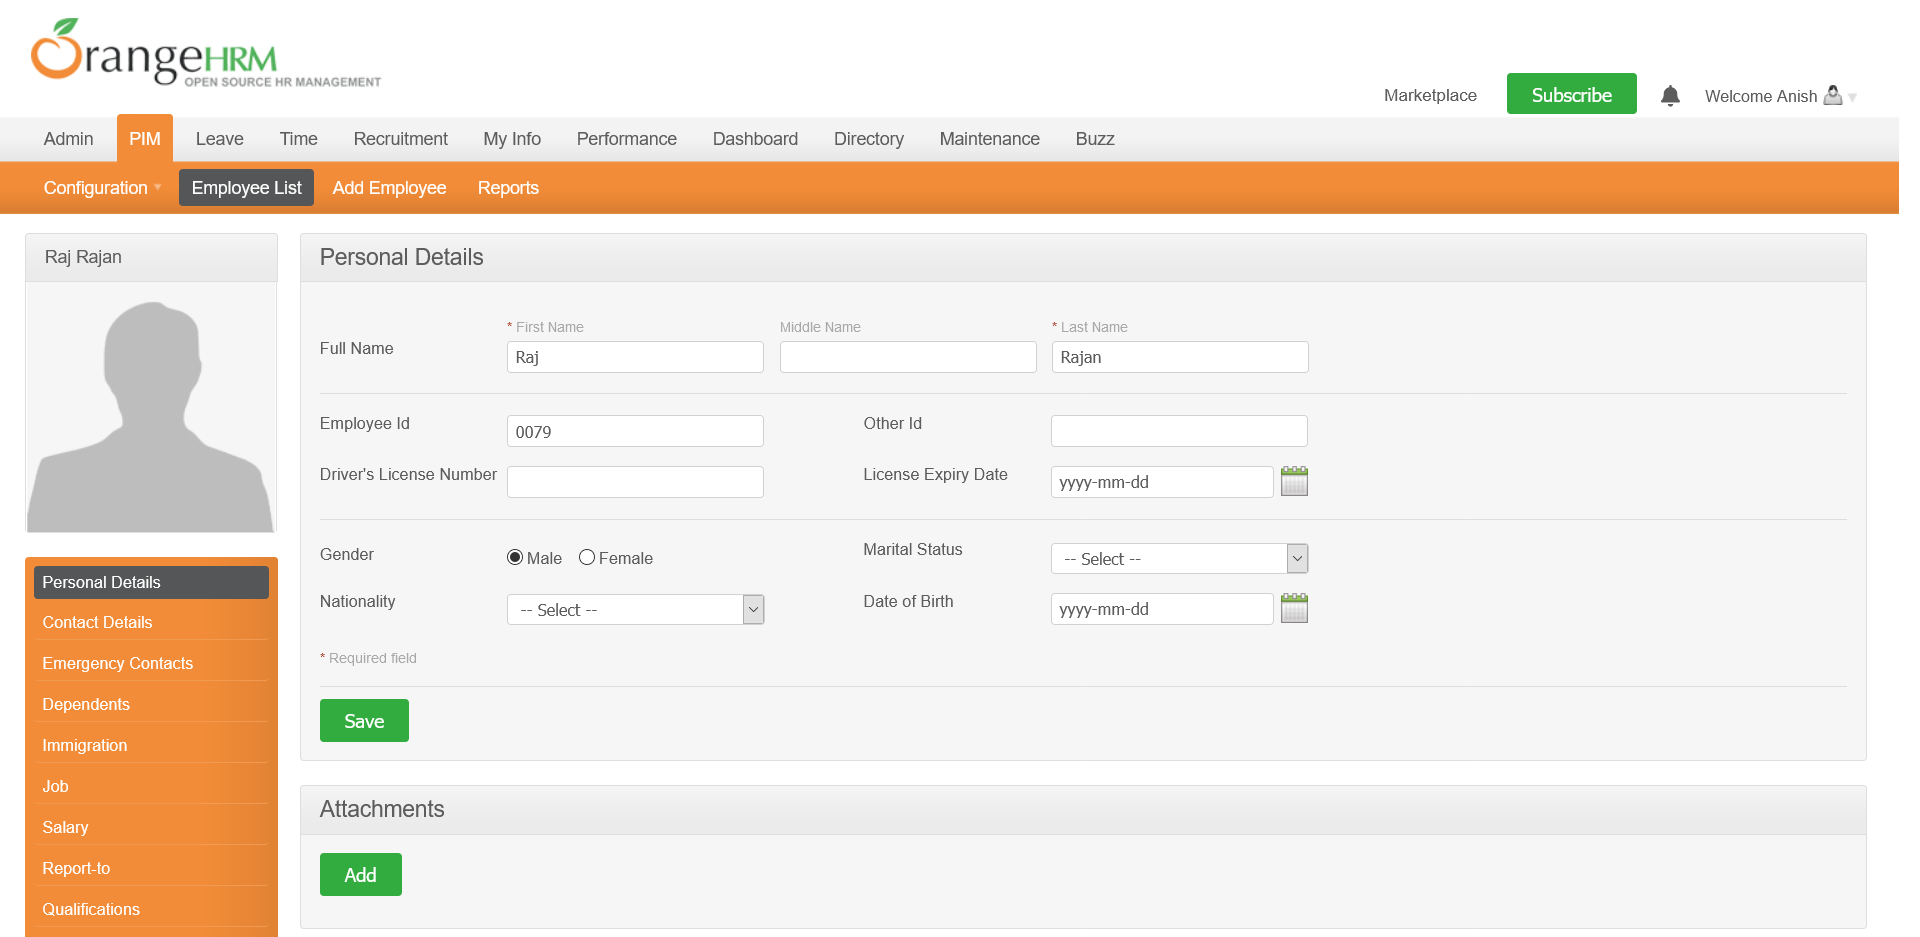 OrangeHRM
OPEN SOURCE HR MANAGEMENT
Marketplace Subscribe Welcome Anish
Admin PIM Leave Time Recruitment My Info Performance Dashboard Directory Maintenance Buzz
Configuration Employee List Add Employee Reports
Raj Rajan
Personal Details
Contact Details
Emergency Contacts
Dependents
Immigration
Job
Salary
Report-to
Qualifications
Personal Details
* First Name Middle Name * Last Name
Full Name Raj Rajan
Employee Id 0079 Other Id
Driver's License Number License Expiry Date yyyy-mm-dd
Gender Male Female Marital Status -- Select --
Nationality -- Select -- Date of Birth yyyy-mm-dd
* Required field
Save
Attachments
Add